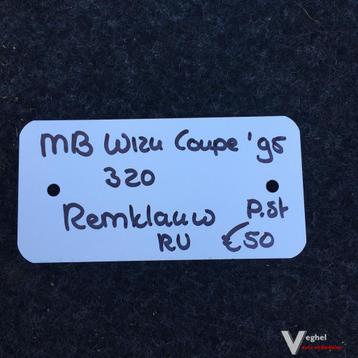 MB W124 Coupe '95
320
Remklauw p.st
RV €50
Veghel